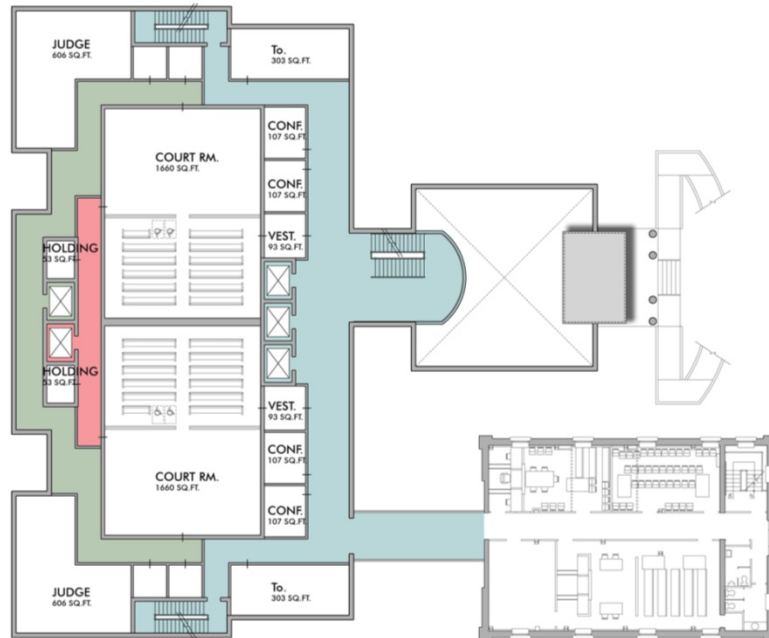 JUDGE
606 SQ.FT.
To.
303 SQ.FT.
CONF.
107 SQ.FT.
COURT RM.
1660 SQ.FT.
CONF.
107 SQ.FT.
VEST.
93 SQ.FT.
HOLDING
53 SQ.FT.
HOLDING
53 SQ.FT.
VEST.
93 SQ.FT.
CONF.
107 SQ.FT.
COURT RM.
1660 SQ.FT.
CONF.
107 SQ.FT.
JUDGE
606 SQ.FT.
To.
303 SQ.FT.